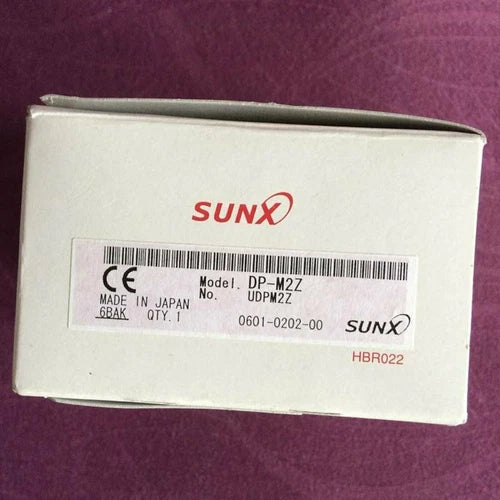 SUNX
CE Model. DP-M2Z
No. UDPM2Z
MADE IN JAPAN
6BAK QTY.1 0601-0202-00 SUNX
HBR022